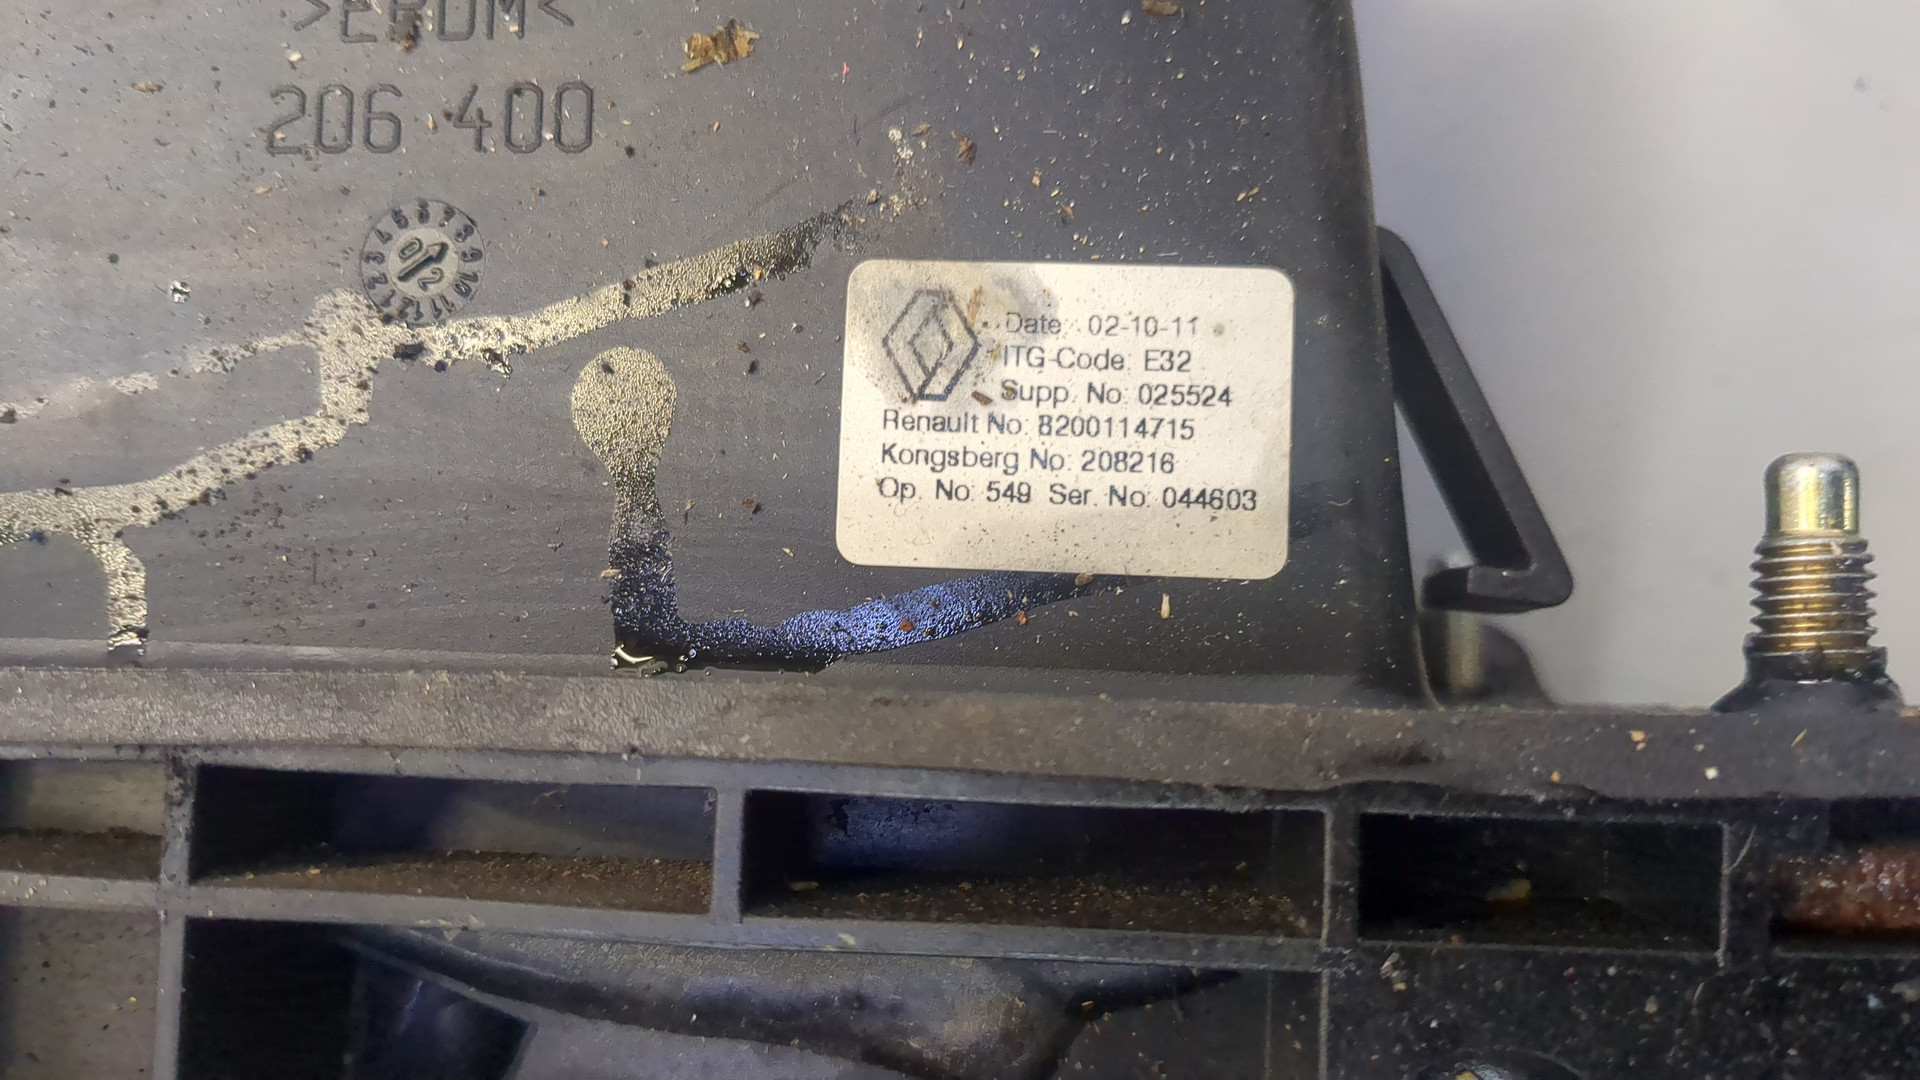 206 400
Date: 02-10-11
ITG-Code: E32
Supp. No: 025524
Renault No: 8200114715
Kongsberg No: 208216
Op. No: 549 Ser. No: 044603